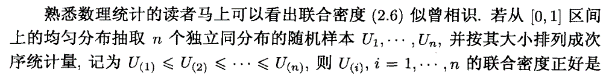 熟悉数理统计的读者马上可以看出联合密度 (2.6) 似曾相识. 若从 [0,1] 区间
上的均匀分布抽取 n 个独立同分布的随机样本 U₁,⋯,Uₙ, 并按其大小排列成次
序统计量, 记为 U₍₁₎ ⩽ U₍₂₎ ⩽ ⋯ ⩽ U₍ₙ₎, 则 U₍ᵢ₎, i = 1,⋯,n 的联合密度正好是